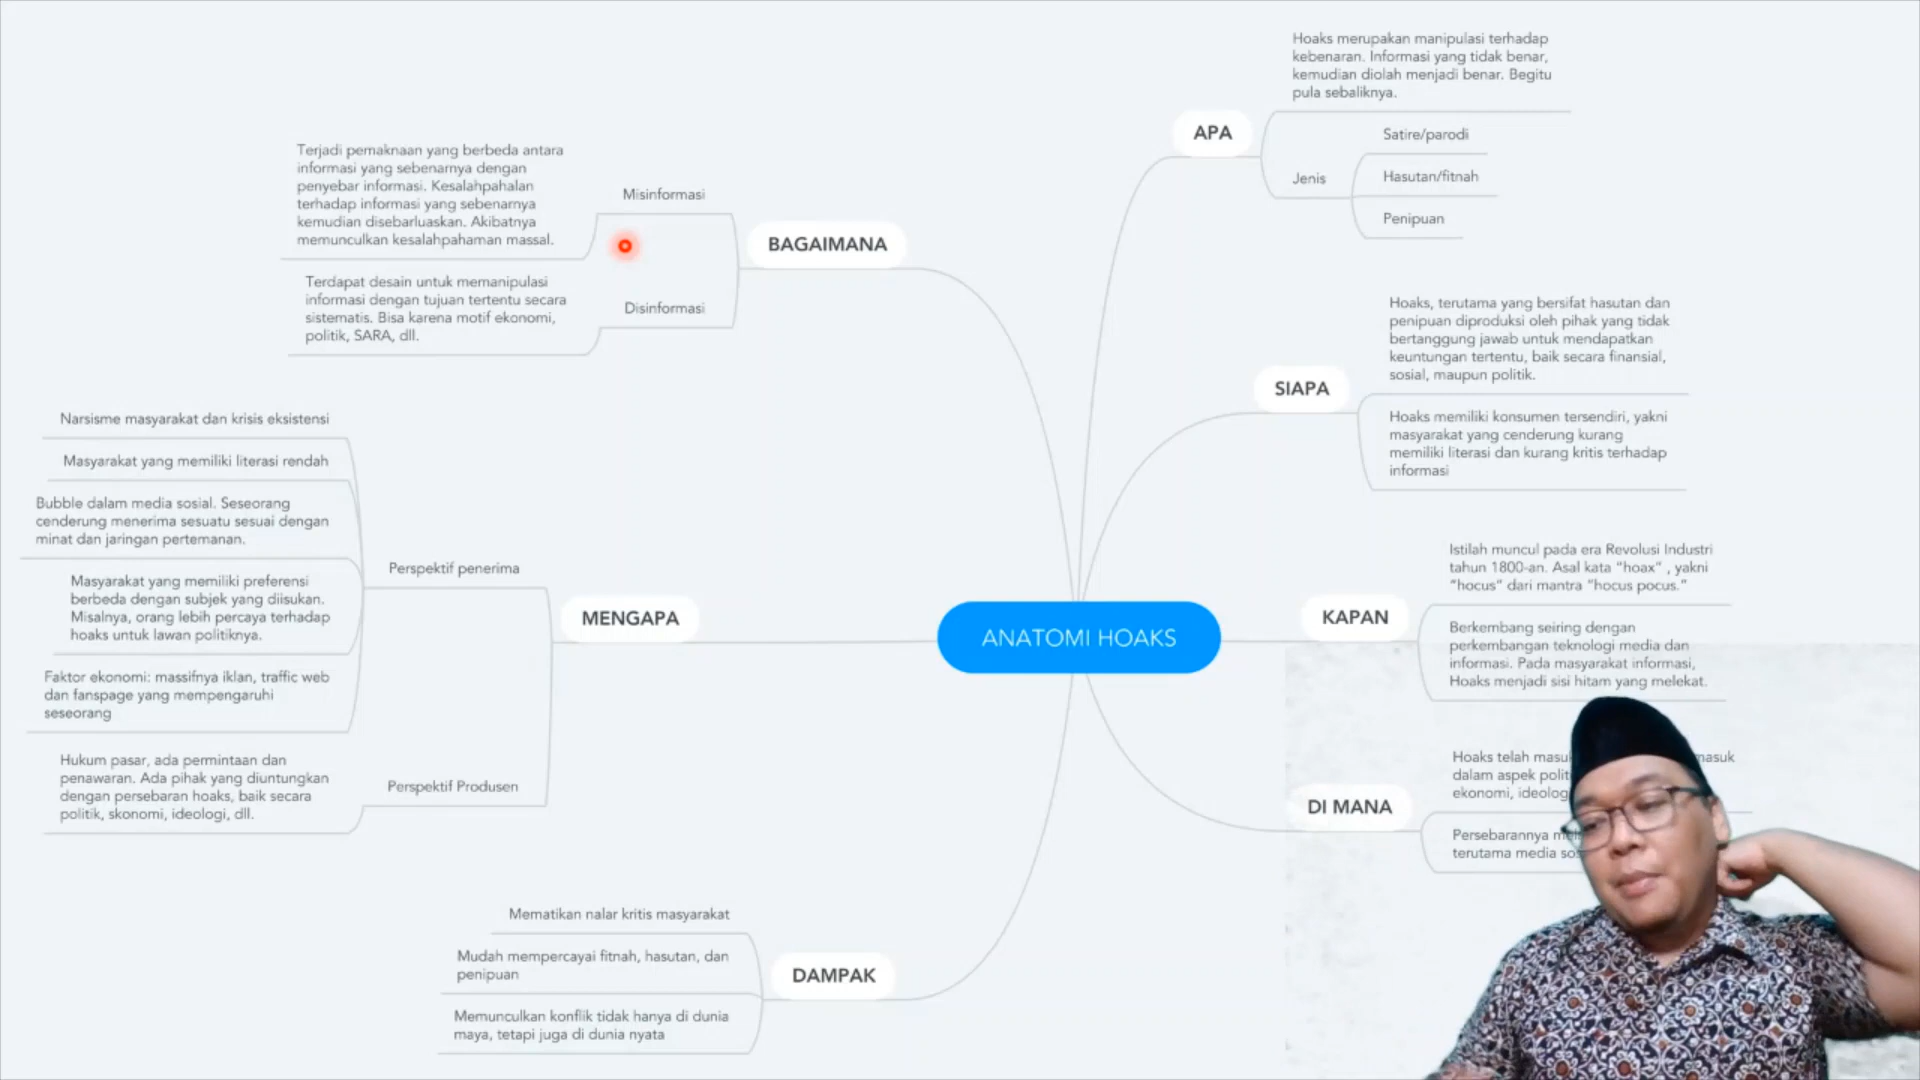 ANATOMI HOAKS
APA
Hoaks merupakan manipulasi terhadap
kebenaran. Informasi yang tidak benar,
kemudian diolah menjadi benar. Begitu
pula sebaliknya.
Jenis
Satire/parodi
Hasutan/fitnah
Penipuan
SIAPA
Hoaks, terutama yang bersifat hasutan dan
penipuan diproduksi oleh pihak yang tidak
bertanggung jawab untuk mendapatkan
keuntungan tertentu, baik secara finansial,
sosial, maupun politik.
Hoaks memiliki konsumen tersendiri, yakni
masyarakat yang cenderung kurang
memiliki literasi dan kurang kritis terhadap
informasi
KAPAN
Istilah muncul pada era Revolusi Industri
tahun 1800-an. Asal kata “hoax” , yakni
“hocus” dari mantra “hocus pocus.”
Berkembang seiring dengan
perkembangan teknologi media dan
informasi. Pada masyarakat informasi,
Hoaks menjadi sisi hitam yang melekat.
DI MANA
Hoaks telah
dalam aspek
ekonomi,
Persebarannya
terutama media
BAGAIMANA
Misinformasi
Terjadi pemaknaan yang berbeda antara
informasi yang sebenarnya dengan
penyebar informasi. Kesalahpahalan
terhadap informasi yang sebenarnya
kemudian disebarluaskan. Akibatnya
memunculkan kesalahpahaman massal.
Disinformasi
Terdapat desain untuk memanipulasi
informasi dengan tujuan tertentu secara
sistematis. Bisa karena motif ekonomi,
politik, SARA, dll.
MENGAPA
Perspektif penerima
Narsisme masyarakat dan krisis eksistensi
Masyarakat yang memiliki literasi rendah
Bubble dalam media sosial. Seseorang
cenderung menerima sesuatu sesuai dengan
minat dan jaringan pertemanan.
Masyarakat yang memiliki preferensi
berbeda dengan subjek yang diisukan.
Misalnya, orang lebih percaya terhadap
hoaks untuk lawan politiknya.
Faktor ekonomi: massifnya iklan, traffic web
dan fanspage yang mempengaruhi
seseorang
Perspektif Produsen
Hukum pasar, ada permintaan dan
penawaran. Ada pihak yang diuntungkan
dengan persebaran hoaks, baik secara
politik, skonomi, ideologi, dll.
DAMPAK
Mematikan nalar kritis masyarakat
Mudah mempercayai fitnah, hasutan, dan
penipuan
Memunculkan konflik tidak hanya di dunia
maya, tetapi juga di dunia nyata